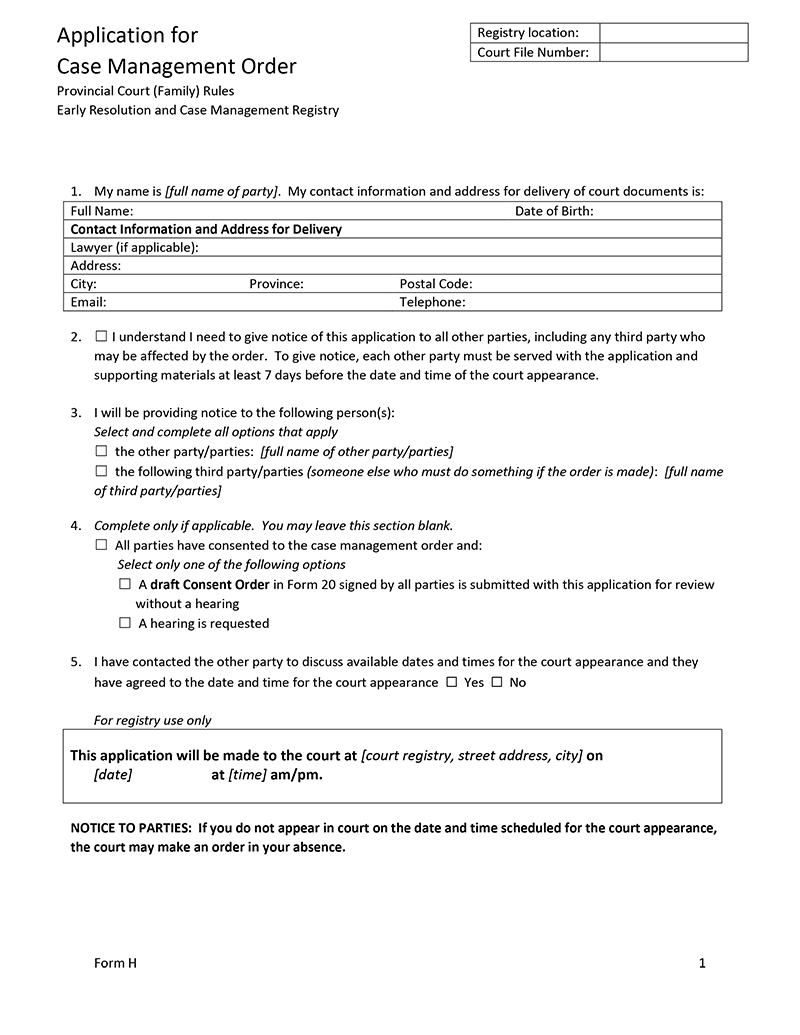 Application for
Case Management Order
Provincial Court (Family) Rules
Early Resolution and Case Management Registry
Registry location:
Court File Number:
1. My name is [full name of party]. My contact information and address for delivery of court documents is:
Full Name: Date of Birth:
Contact Information and Address for Delivery
Lawyer (if applicable):
Address:
City: Province: Postal Code:
Email: Telephone:
2. ☐ I understand I need to give notice of this application to all other parties, including any third party who
may be affected by the order. To give notice, each other party must be served with the application and
supporting materials at least 7 days before the date and time of the court appearance.
3. I will be providing notice to the following person(s):
Select and complete all options that apply
☐ the other party/parties: [full name of other party/parties]
☐ the following third party/parties (someone else who must do something if the order is made): [full name
of third party/parties]
4. Complete only if applicable. You may leave this section blank.
☐ All parties have consented to the case management order and:
Select only one of the following options
☐ A draft Consent Order in Form 20 signed by all parties is submitted with this application for review
without a hearing
☐ A hearing is requested
5. I have contacted the other party to discuss available dates and times for the court appearance and they
have agreed to the date and time for the court appearance ☐ Yes ☐ No
For registry use only
This application will be made to the court at [court registry, street address, city] on
[date] at [time] am/pm.
NOTICE TO PARTIES: If you do not appear in court on the date and time scheduled for the court appearance,
the court may make an order in your absence.
Form H 1